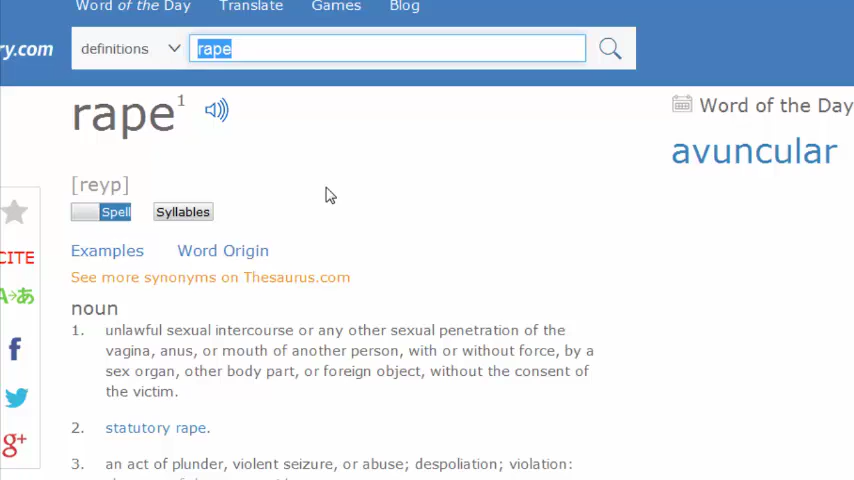 Word of the Day Translate Games Blog
ry.com definitions rape
rape1
Word of the Day
avuncular
[reyp]
Spell Syllables
CITE
Examples Word Origin
See more synonyms on Thesaurus.com
A→あ
noun
1. unlawful sexual intercourse or any other sexual penetration of the
vagina, anus, or mouth of another person, with or without force, by a
sex organ, other body part, or foreign object, without the consent of
the victim.
2. statutory rape.
3. an act of plunder, violent seizure, or abuse; despoliation; violation:
f
g+